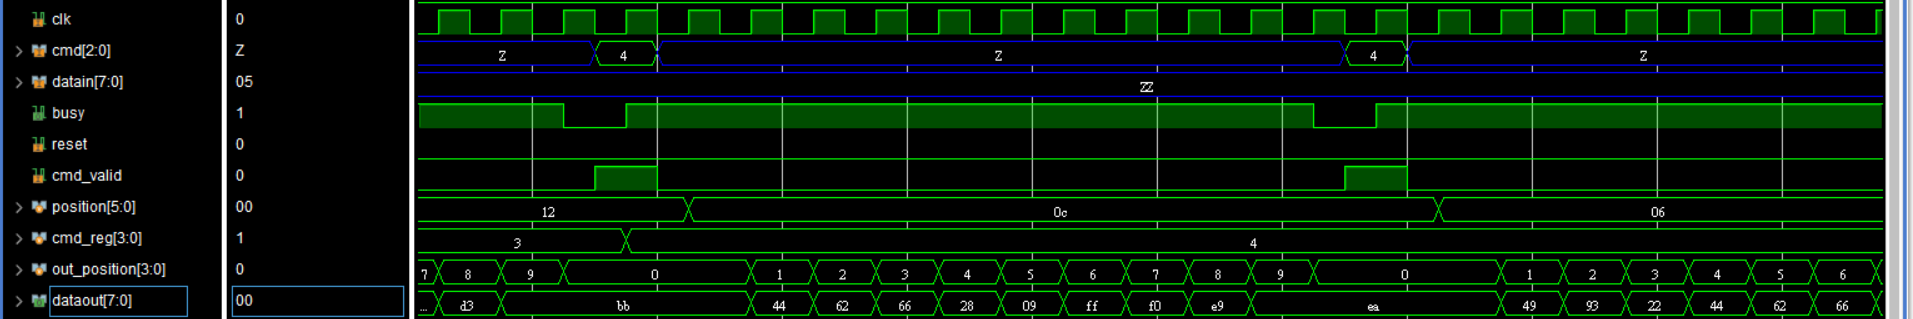 clk 0
cmd[2:0] Z Z 4 Z 4 Z
datain[7:0] 05 ZZ
busy 1
reset 0
cmd_valid 0
position[5:0] 00 12 0c 06
cmd_reg[3:0] 1 3 4
out_position[3:0] 0 7 8 9 0 1 2 3 4 5 6 7 8 9 0 1 2 3 4 5 6
dataout[7:0] 00 ... d3 bb 44 62 66 28 09 ff f0 e9 ea 49 93 22 44 62 66